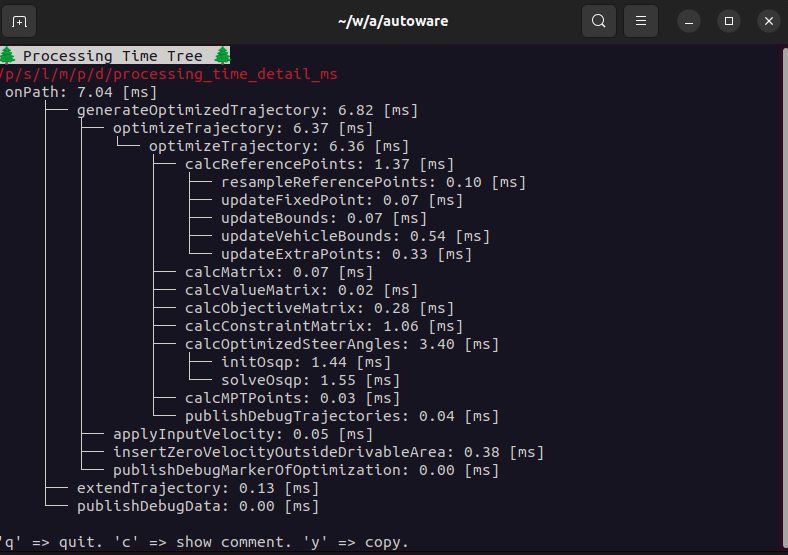 ~/w/a/autoware
🌲 Processing Time Tree 🌲
/p/s/l/m/p/d/processing_time_detail_ms
onPath: 7.04 [ms]
├── generateOptimizedTrajectory: 6.82 [ms]
│   ├── optimizeTrajectory: 6.37 [ms]
│   │   └── optimizeTrajectory: 6.36 [ms]
│   │       ├── calcReferencePoints: 1.37 [ms]
│   │       │   ├── resampleReferencePoints: 0.10 [ms]
│   │       │   ├── updateFixedPoint: 0.07 [ms]
│   │       │   ├── updateBounds: 0.07 [ms]
│   │       │   ├── updateVehicleBounds: 0.54 [ms]
│   │       │   └── updateExtraPoints: 0.33 [ms]
│   │       ├── calcMatrix: 0.07 [ms]
│   │       ├── calcValueMatrix: 0.02 [ms]
│   │       ├── calcObjectiveMatrix: 0.28 [ms]
│   │       ├── calcConstraintMatrix: 1.06 [ms]
│   │       ├── calcOptimizedSteerAngles: 3.40 [ms]
│   │       │   ├── initOsqp: 1.44 [ms]
│   │       │   └── solveOsqp: 1.55 [ms]
│   │       ├── calcMPTPoints: 0.03 [ms]
│   │       └── publishDebugTrajectories: 0.04 [ms]
│   ├── applyInputVelocity: 0.05 [ms]
│   ├── insertZeroVelocityOutsideDrivableArea: 0.38 [ms]
│   └── publishDebugMarkerOfOptimization: 0.00 [ms]
├── extendTrajectory: 0.13 [ms]
└── publishDebugData: 0.00 [ms]
'q' => quit. 'c' => show comment. 'y' => copy.